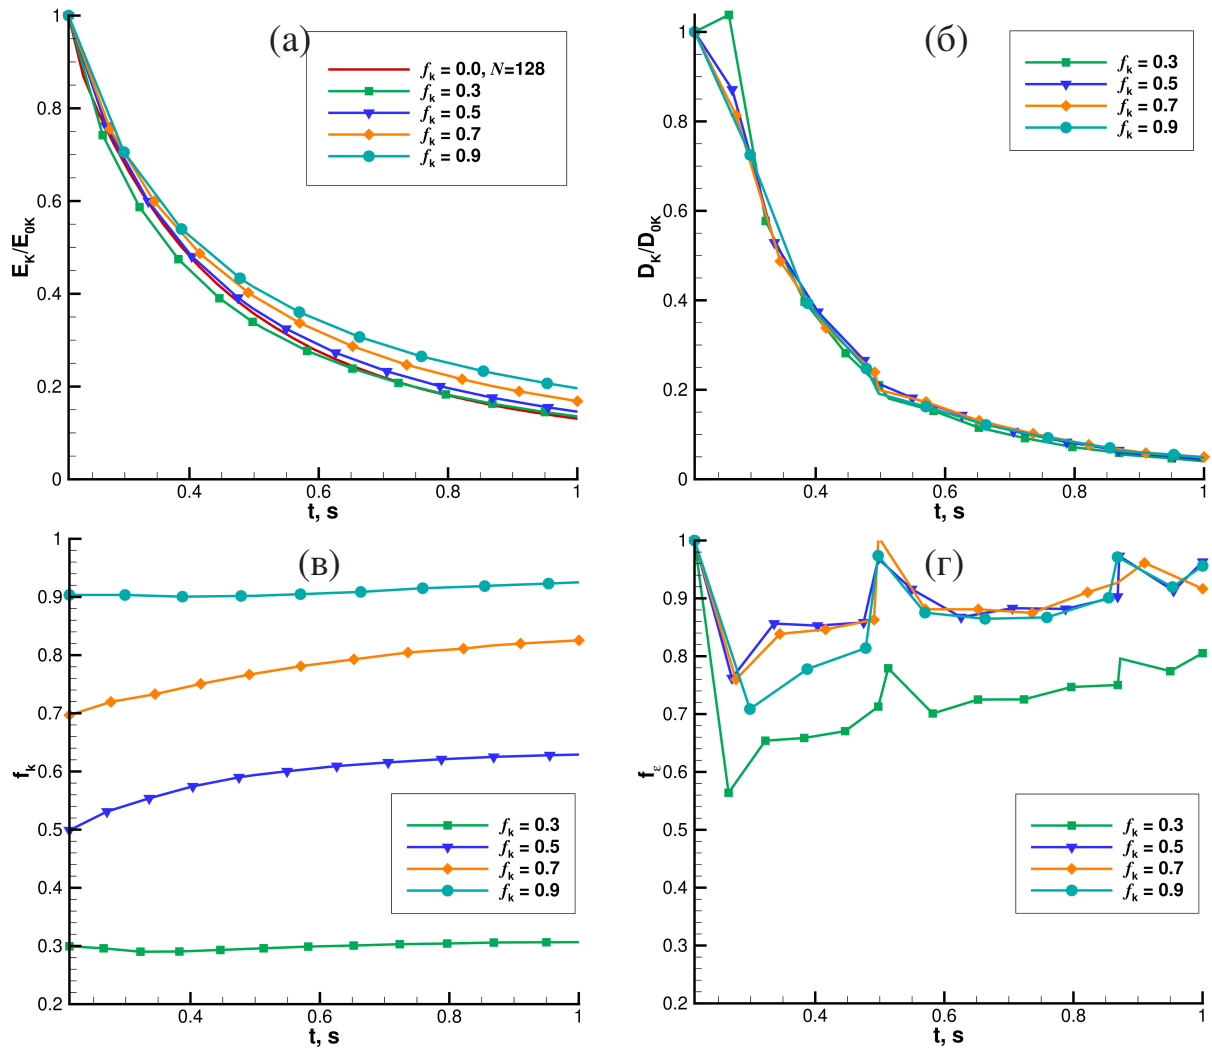 (а)
f_k = 0.0, N=128
f_k = 0.3
f_k = 0.5
f_k = 0.7
f_k = 0.9
1
0.8
0.6
0.4
0.2
0
E_K/E_0K
0.4
0.6
0.8
1
t, s
(б)
f_k = 0.3
f_k = 0.5
f_k = 0.7
f_k = 0.9
1
0.8
0.6
0.4
0.2
0
D_K/D_0K
0.4
0.6
0.8
1
t, s
(в)
1
0.9
0.8
0.7
0.6
0.5
0.4
0.3
0.2
f_k
f_k = 0.3
f_k = 0.5
f_k = 0.7
f_k = 0.9
0.4
0.6
0.8
1
t, s
(г)
1
0.9
0.8
0.7
0.6
0.5
0.4
0.3
0.2
f_ε
f_k = 0.3
f_k = 0.5
f_k = 0.7
f_k = 0.9
0.4
0.6
0.8
1
t, s